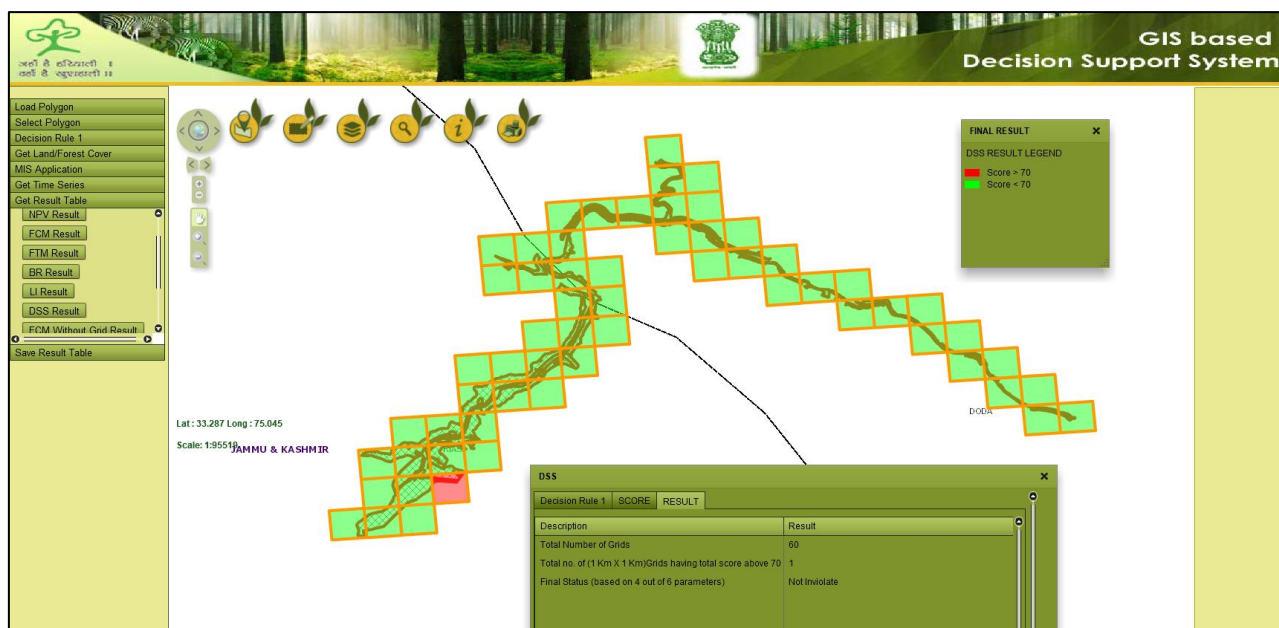 जहाँ है हरियाली ।
वहाँ है खुशहाली ॥
GIS based
Decision Support System
Load Polygon
Select Polygon
Decision Rule 1
Get Land/Forest Cover
MIS Application
Get Time Series
Get Result Table
NPV Result
FCM Result
FTM Result
BR Result
LI Result
DSS Result
FCM Without Grid Result
Save Result Table
FINAL RESULT
DSS RESULT LEGEND
Score > 70
Score < 70
Lat : 33.287 Long : 75.045
Scale: 1:95519
JAMMU & KASHMIR
DODA
DSS
Decision Rule 1 SCORE RESULT
Description Result
Total Number of Grids 60
Total no. of (1 Km X 1 Km)Grids having total score above 70 1
Final Status (based on 4 out of 6 parameters) Not Inviolate